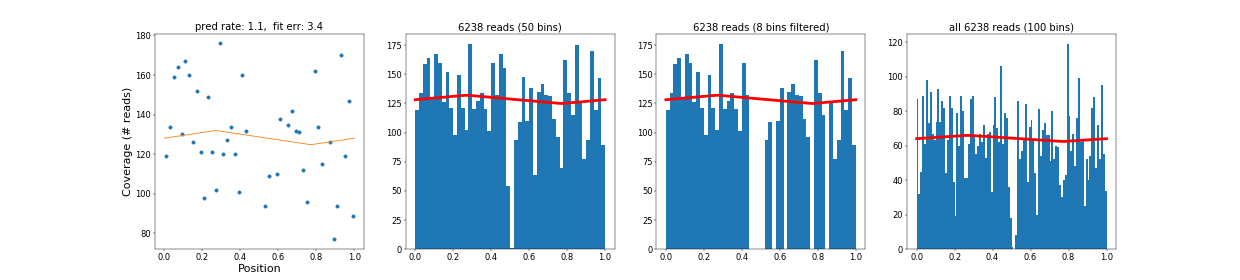 pred rate: 1.1,  fit err: 3.4
180
160
140
120
100
80
Coverage (# reads)
0.0 0.2 0.4 0.6 0.8 1.0
Position
6238 reads (50 bins)
175
150
125
100
75
50
25
0
0.0 0.2 0.4 0.6 0.8 1.0
6238 reads (8 bins filtered)
175
150
125
100
75
50
25
0
0.0 0.2 0.4 0.6 0.8 1.0
all 6238 reads (100 bins)
120
100
80
60
40
20
0
0.0 0.2 0.4 0.6 0.8 1.0